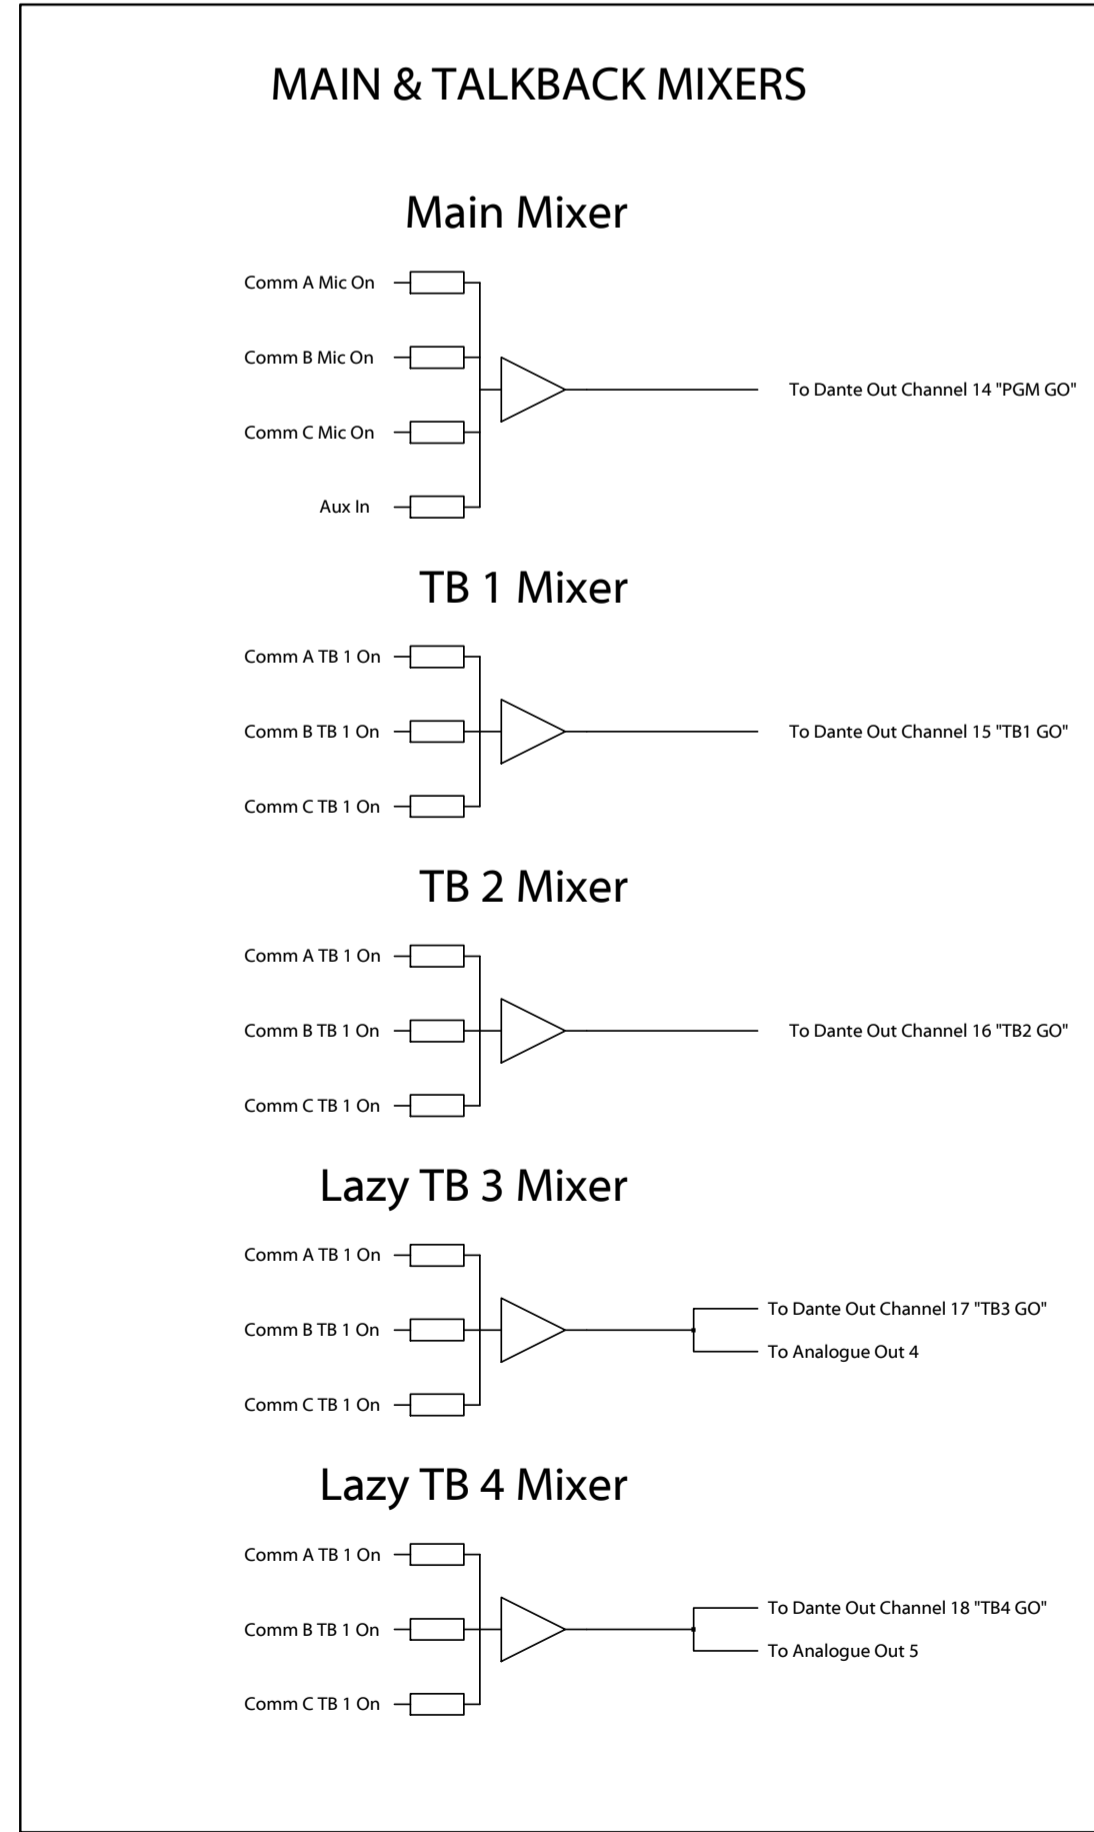 MAIN & TALKBACK MIXERS
Main Mixer
Comm A Mic On
Comm B Mic On
To Dante Out Channel 14 "PGM GO"
Comm C Mic On
Aux In
TB 1 Mixer
Comm A TB 1 On
Comm B TB 1 On
To Dante Out Channel 15 "TB1 GO"
Comm C TB 1 On
TB 2 Mixer
Comm A TB 1 On
Comm B TB 1 On
To Dante Out Channel 16 "TB2 GO"
Comm C TB 1 On
Lazy TB 3 Mixer
Comm A TB 1 On
To Dante Out Channel 17 "TB3 GO"
Comm B TB 1 On
To Analogue Out 4
Comm C TB 1 On
Lazy TB 4 Mixer
Comm A TB 1 On
To Dante Out Channel 18 "TB4 GO"
Comm B TB 1 On
To Analogue Out 5
Comm C TB 1 On